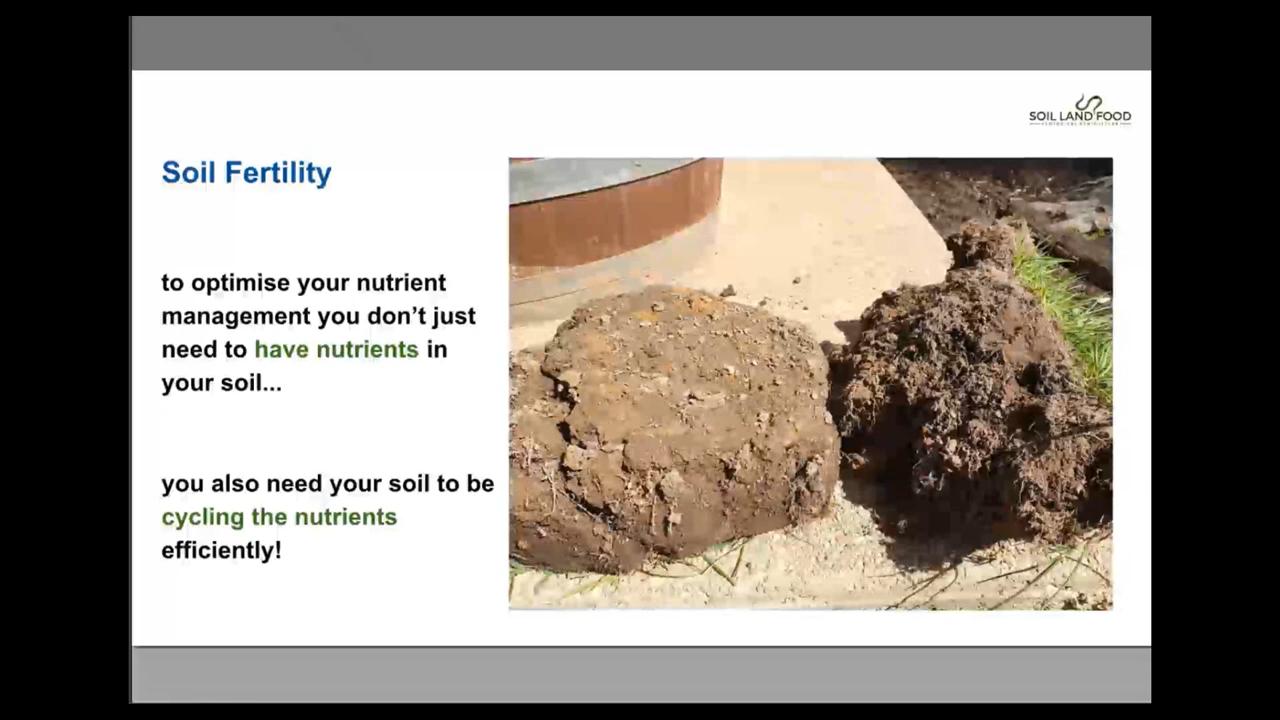 SOIL LAND FOOD
Soil Fertility
to optimise your nutrient
management you don’t just
need to have nutrients in
your soil...
you also need your soil to be
cycling the nutrients
efficiently!